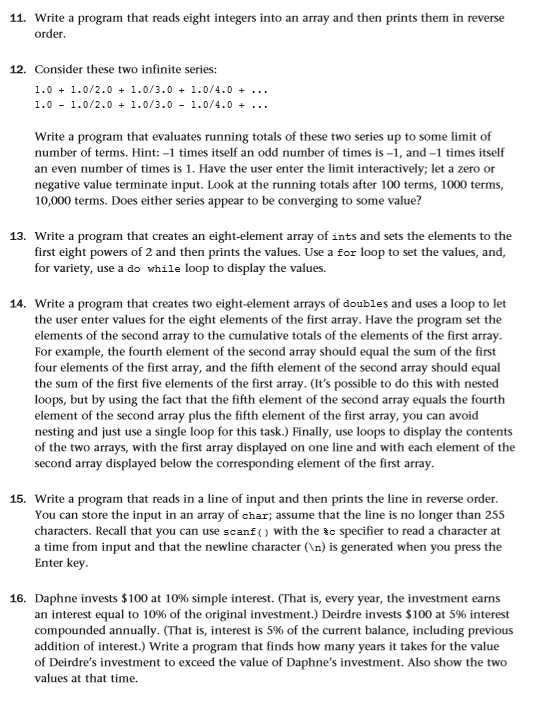 11. Write a program that reads eight integers into an array and then prints them in reverse
order.
12. Consider these two infinite series:
1.0 + 1.0/2.0 + 1.0/3.0 + 1.0/4.0 + ...
1.0 - 1.0/2.0 + 1.0/3.0 - 1.0/4.0 + ...
Write a program that evaluates running totals of these two series up to some limit of
number of terms. Hint: –1 times itself an odd number of times is –1, and –1 times itself
an even number of times is 1. Have the user enter the limit interactively; let a zero or
negative value terminate input. Look at the running totals after 100 terms, 1000 terms,
10,000 terms. Does either series appear to be converging to some value?
13. Write a program that creates an eight-element array of ints and sets the elements to the
first eight powers of 2 and then prints the values. Use a for loop to set the values, and,
for variety, use a do while loop to display the values.
14. Write a program that creates two eight-element arrays of doubles and uses a loop to let
the user enter values for the eight elements of the first array. Have the program set the
elements of the second array to the cumulative totals of the elements of the first array.
For example, the fourth element of the second array should equal the sum of the first
four elements of the first array, and the fifth element of the second array should equal
the sum of the first five elements of the first array. (It's possible to do this with nested
loops, but by using the fact that the fifth element of the second array equals the fourth
element of the second array plus the fifth element of the first array, you can avoid
nesting and just use a single loop for this task.) Finally, use loops to display the contents
of the two arrays, with the first array displayed on one line and with each element of the
second array displayed below the corresponding element of the first array.
15. Write a program that reads in a line of input and then prints the line in reverse order.
You can store the input in an array of char; assume that the line is no longer than 255
characters. Recall that you can use scanf() with the %c specifier to read a character at
a time from input and that the newline character (\n) is generated when you press the
Enter key.
16. Daphne invests $100 at 10% simple interest. (That is, every year, the investment earns
an interest equal to 10% of the original investment.) Deirdre invests $100 at 5% interest
compounded annually. (That is, interest is 5% of the current balance, including previous
addition of interest.) Write a program that finds how many years it takes for the value
of Deirdre's investment to exceed the value of Daphne's investment. Also show the two
values at that time.